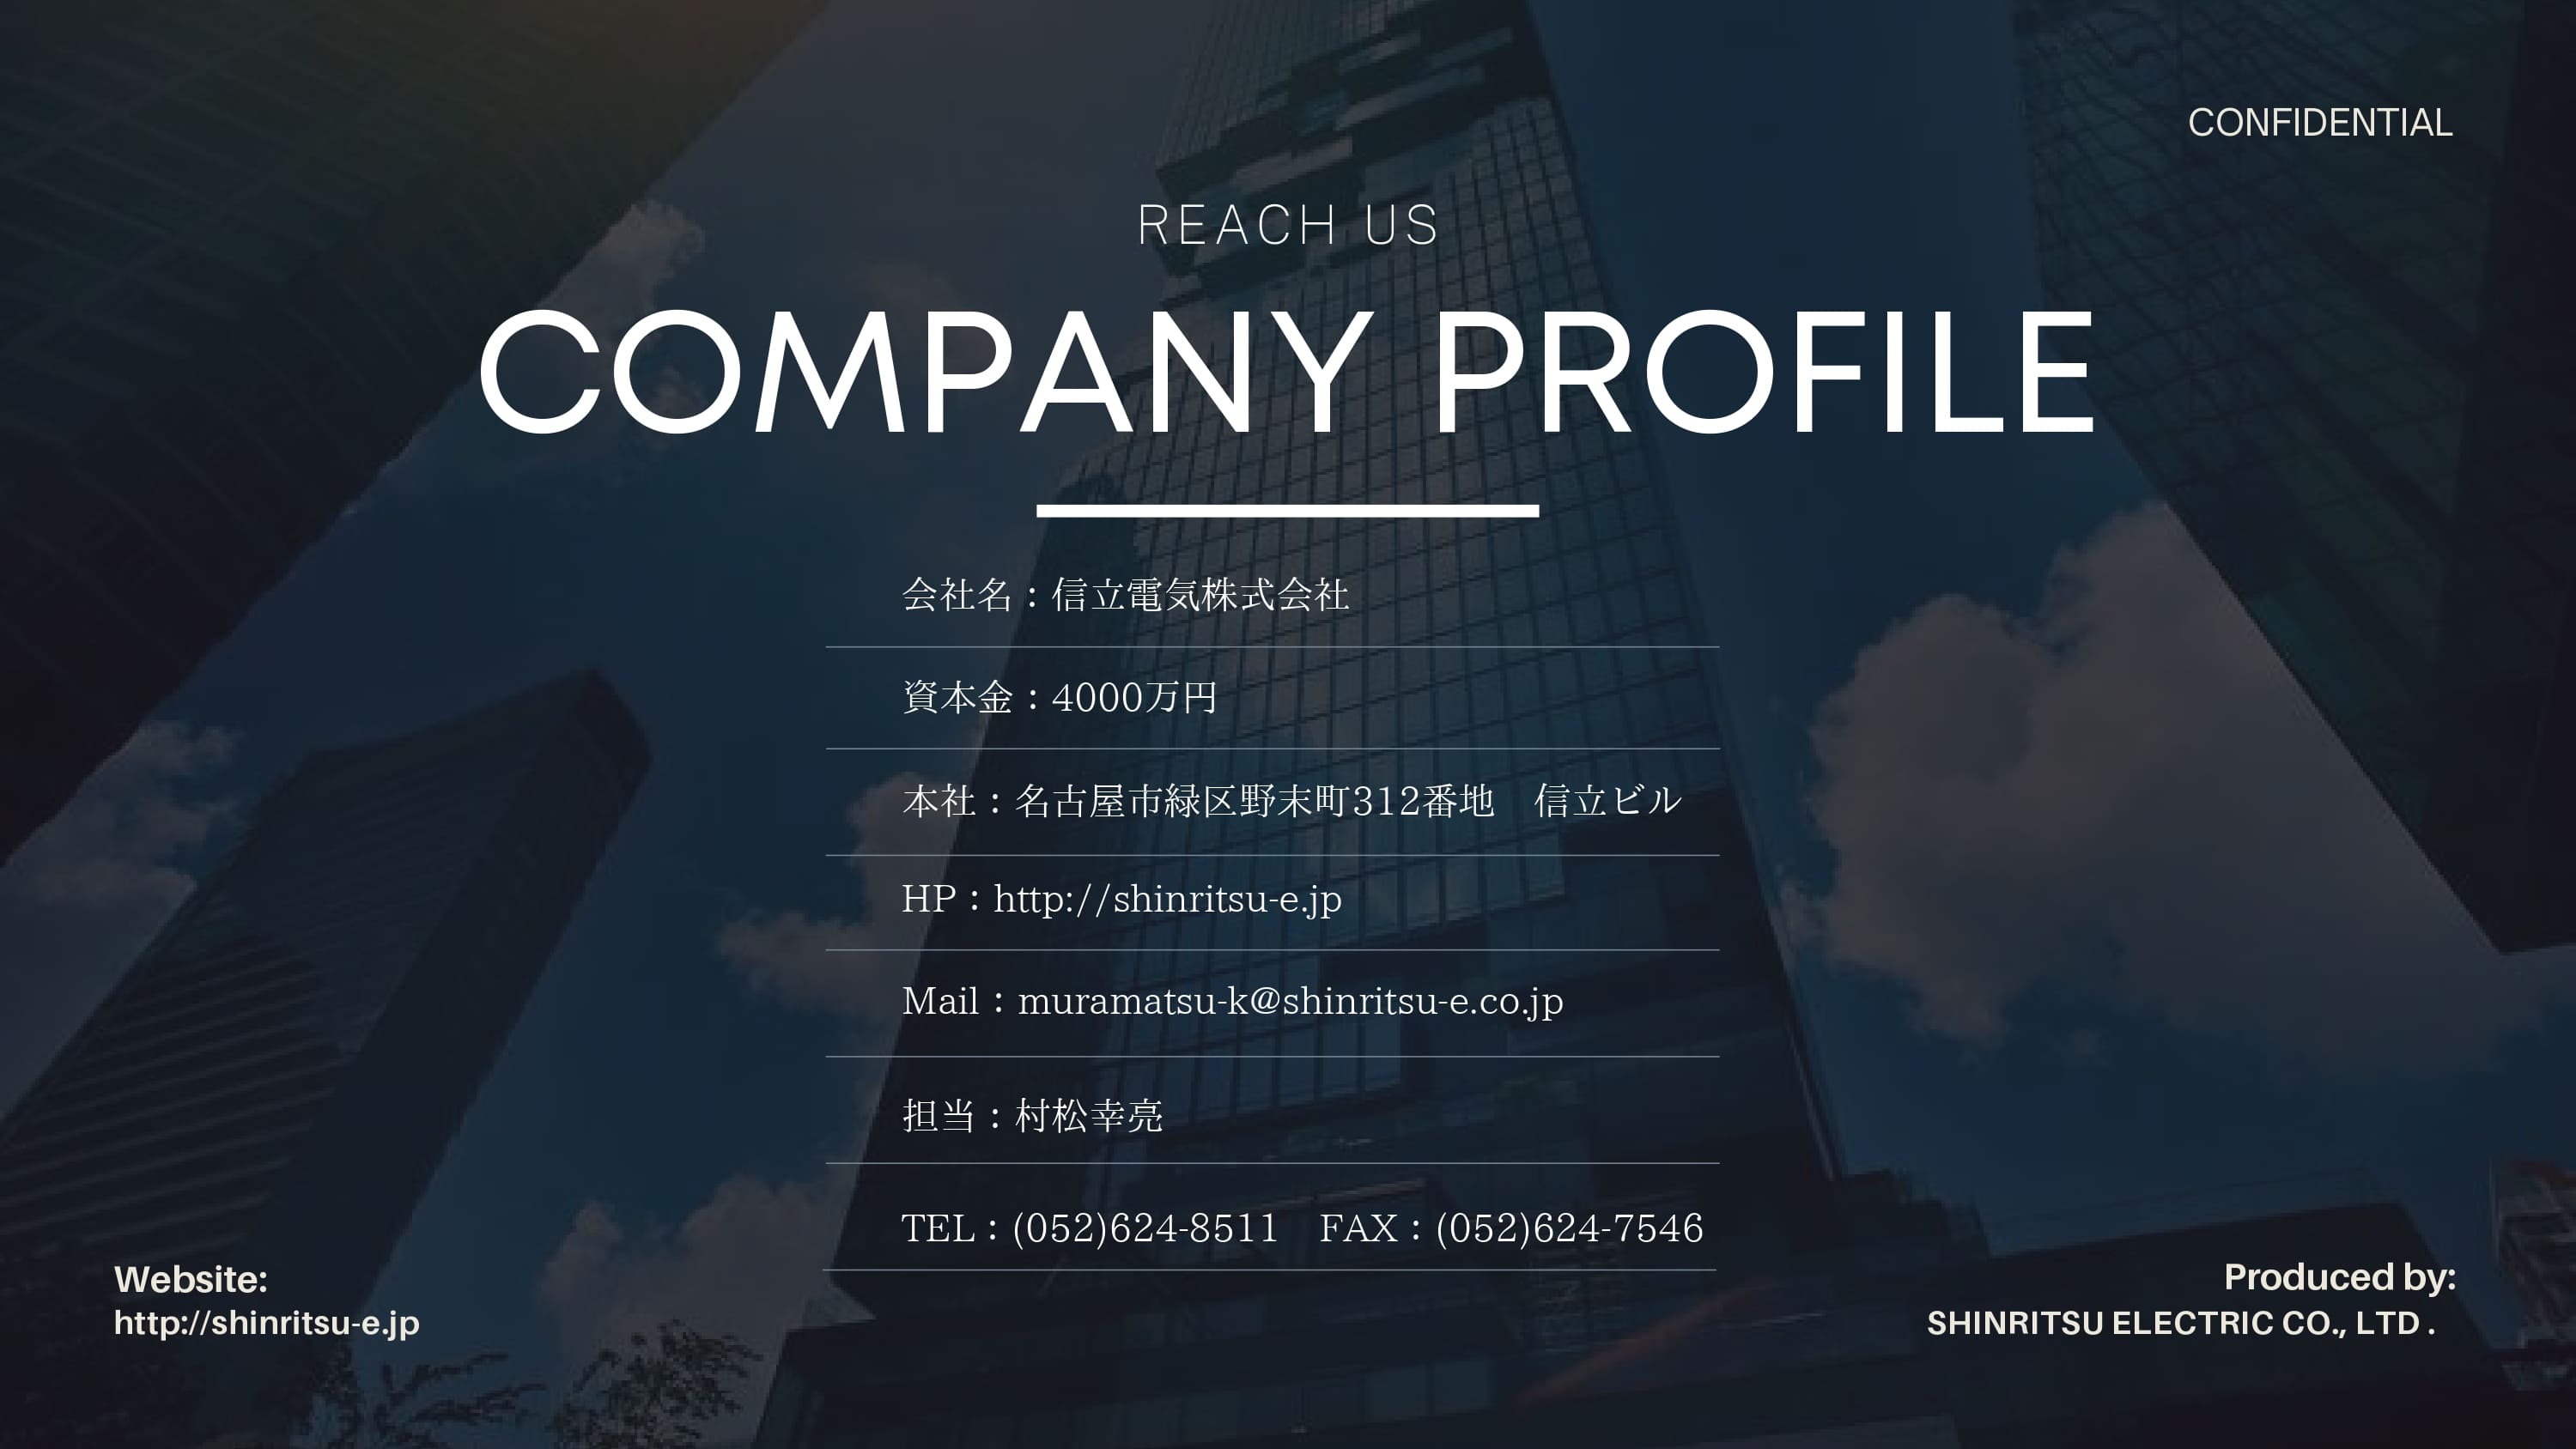 CONFIDENTIAL
REACH US
COMPANY PROFILE
会社名：信立電気株式会社
資本金：4000万円
本社：名古屋市緑区野末町312番地　信立ビル
HP：http://shinritsu-e.jp
Mail：muramatsu-k@shinritsu-e.co.jp
担当：村松幸亮
TEL：(052)624-8511　FAX：(052)624-7546
Website:
http://shinritsu-e.jp
Produced by:
SHINRITSU ELECTRIC CO., LTD .